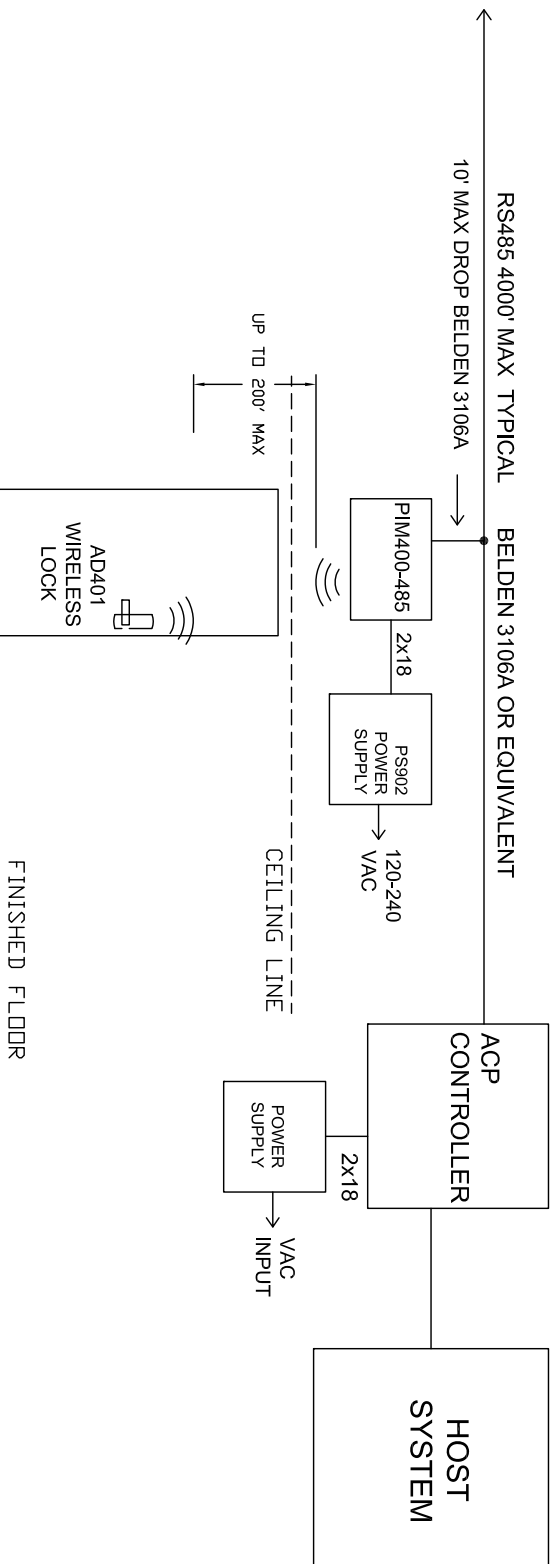 RS485 4000' MAX TYPICAL BELDEN 3106A OR EQUIVALENT
10' MAX DROP BELDEN 3106A
PIM400-485
2x18
PS902
POWER
SUPPLY
120-240
VAC
UP TO 200' MAX
CEILING LINE
AD401
WIRELESS
LOCK
FINISHED FLOOR
ACP
CONTROLLER
2x18
POWER
SUPPLY
VAC
INPUT
HOST
SYSTEM